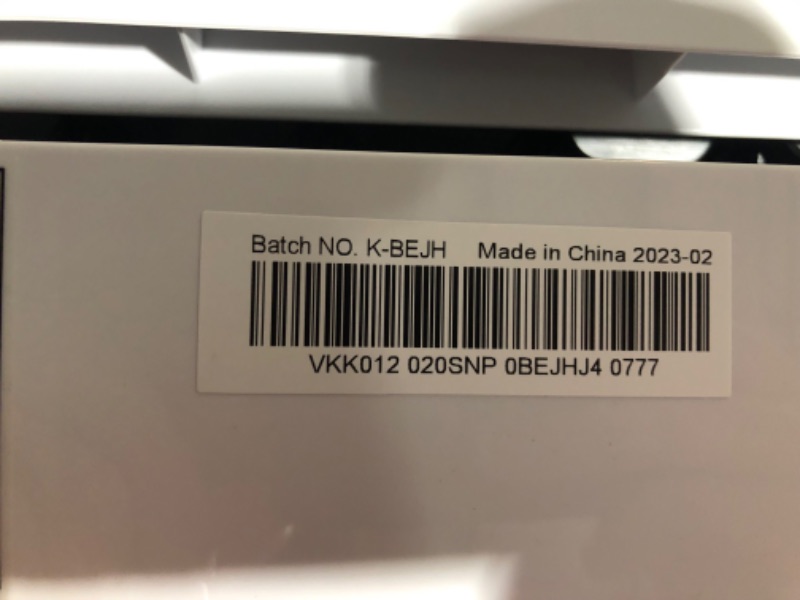 Batch NO. K-BEJH Made in China 2023-02
VKK012 020SNP 0BEJHJ4 0777